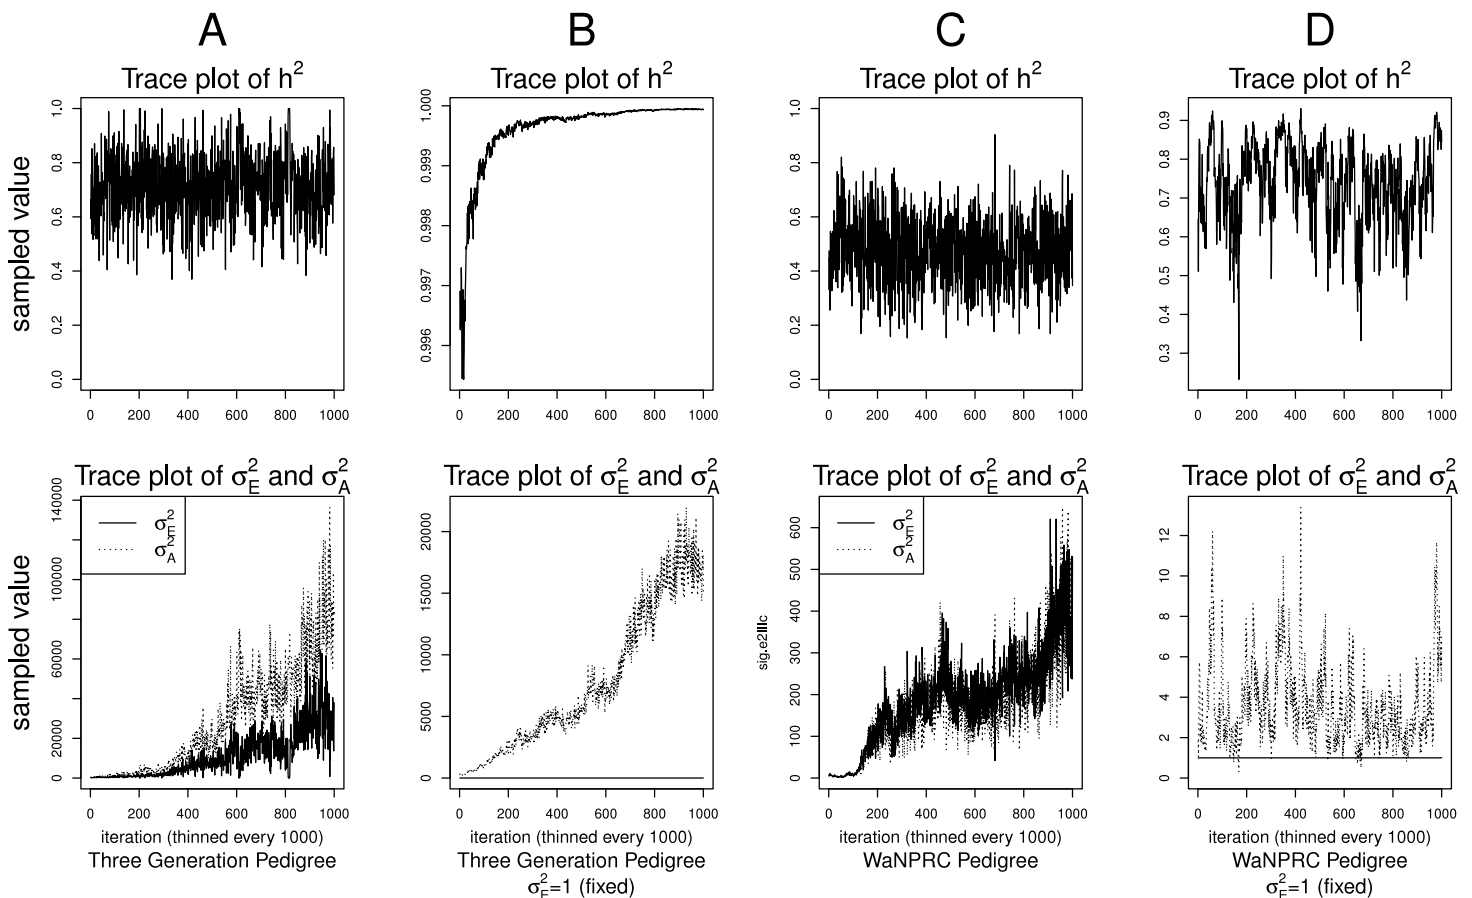 A B C D
Trace plot of h² Trace plot of h² Trace plot of h² Trace plot of h²
sampled value
1.0
0.8
0.6
0.4
0.2
0.0
0 200 400 600 800 1000
1.000
0.999
0.998
0.997
0.996
0 200 400 600 800 1000
1.0
0.8
0.6
0.4
0.2
0.0
0 200 400 600 800 1000
0.9
0.8
0.7
0.6
0.5
0.4
0.3
0 200 400 600 800 1000
Trace plot of σ²E and σ²A Trace plot of σ²E and σ²A Trace plot of σ²E and σ²A Trace plot of σ²E and σ²A
sampled value
140000
100000
60000
20000
0
σ²E
σ²A
0 200 400 600 800 1000
iteration (thinned every 1000)
Three Generation Pedigree
20000
15000
10000
5000
0
0 200 400 600 800 1000
iteration (thinned every 1000)
Three Generation Pedigree
σ²E=1 (fixed)
sig.e2IIIc
600
500
400
300
200
100
0
σ²E
σ²A
0 200 400 600 800 1000
iteration (thinned every 1000)
WaNPRC Pedigree
12
10
8
6
4
2
0
0 200 400 600 800 1000
iteration (thinned every 1000)
WaNPRC Pedigree
σ²E=1 (fixed)